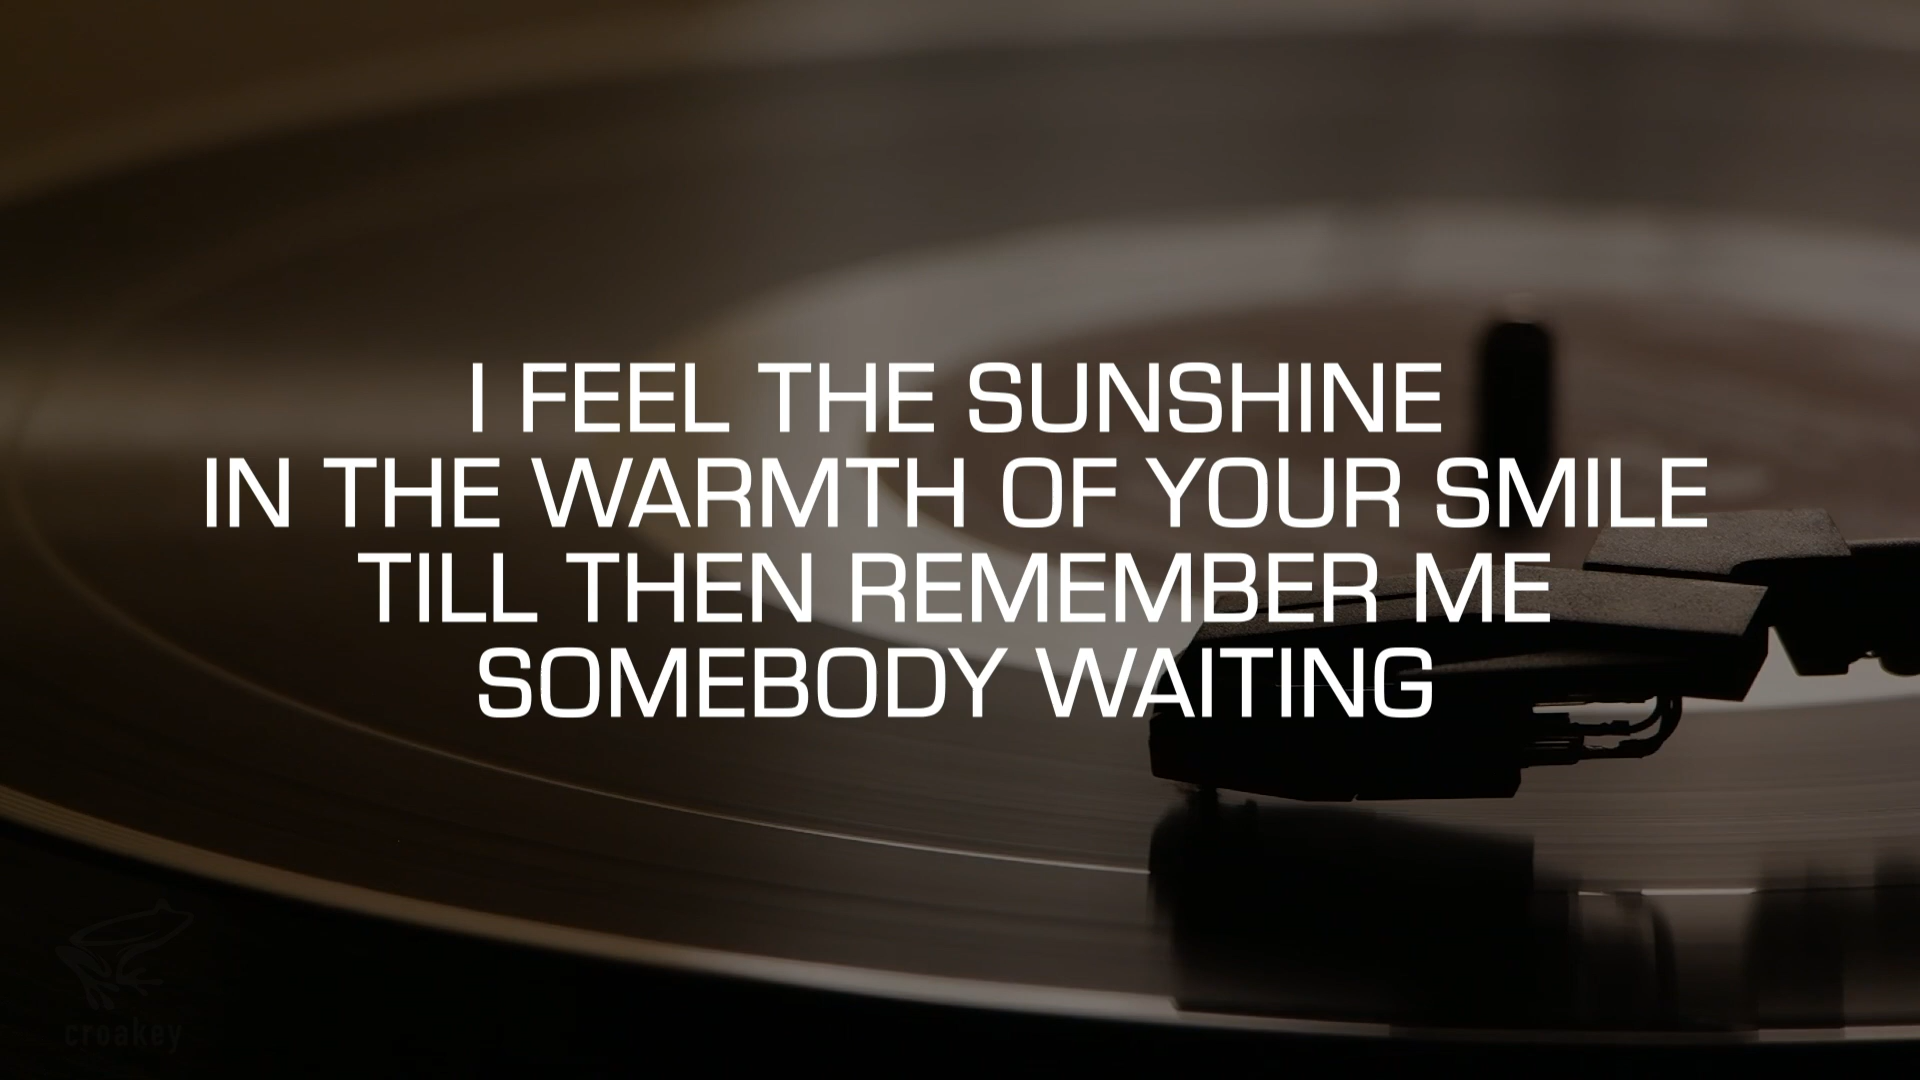 I FEEL THE SUNSHINE
IN THE WARMTH OF YOUR SMILE
TILL THEN REMEMBER ME
SOMEBODY WAITING
croakey